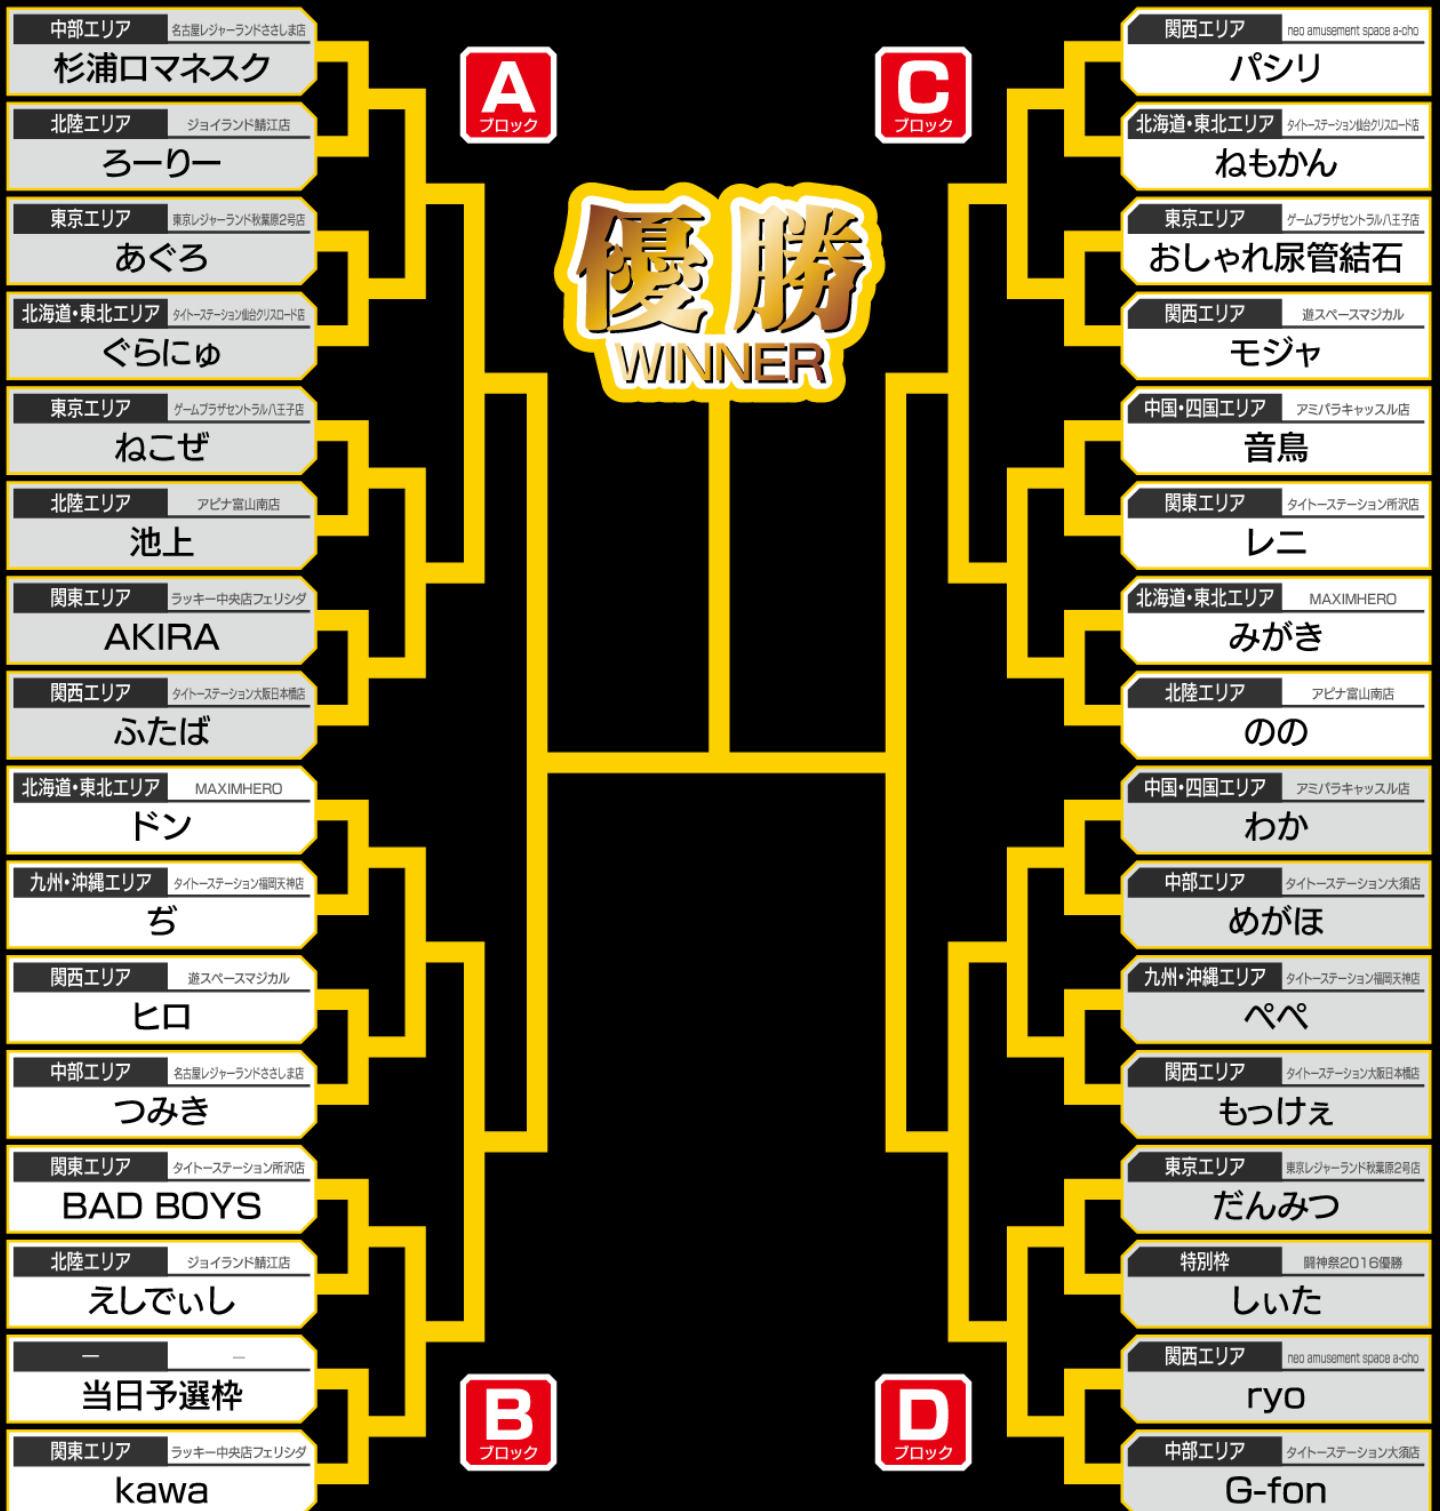 中部エリア 名古屋レジャーランドささしま店
杉浦ロマネスク
北陸エリア ジョイランド鯖江店
ろーりー
東京エリア 東京レジャーランド秋葉原2号店
あぐろ
北海道・東北エリア タイトーステーション仙台クリスロード店
ぐらにゅ
東京エリア ゲームプラザセントラル八王子店
ねこぜ
北陸エリア アピナ富山南店
池上
関東エリア ラッキー中央店フェリシダ
AKIRA
関西エリア タイトーステーション大阪日本橋店
ふたば
北海道・東北エリア MAXIMHERO
ドン
九州・沖縄エリア タイトーステーション福岡天神店
ぢ
関西エリア 遊スペースマジカル
ヒロ
中部エリア 名古屋レジャーランドささしま店
つみき
関東エリア タイトーステーション所沢店
BAD BOYS
北陸エリア ジョイランド鯖江店
えしでぃし
ー ー
当日予選枠
関東エリア ラッキー中央店フェリシダ
kawa
A
ブロック
B
ブロック
優勝
WINNER
C
ブロック
D
ブロック
関西エリア neo amusement space a-cho
パシリ
北海道・東北エリア タイトーステーション仙台クリスロード店
ねもかん
東京エリア ゲームプラザセントラル八王子店
おしゃれ尿管結石
関西エリア 遊スペースマジカル
モジャ
中国・四国エリア アミパラキャッスル店
音鳥
関東エリア タイトーステーション所沢店
レニ
北海道・東北エリア MAXIMHERO
みがき
北陸エリア アピナ富山南店
のの
中国・四国エリア アミパラキャッスル店
わか
中部エリア タイトーステーション大須店
めがほ
九州・沖縄エリア タイトーステーション福岡天神店
ぺぺ
関西エリア タイトーステーション大阪日本橋店
もっけぇ
東京エリア 東京レジャーランド秋葉原2号店
だんみつ
特別枠 闘神祭2016優勝
しぃた
関西エリア neo amusement space a-cho
ryo
中部エリア タイトーステーション大須店
G-fon